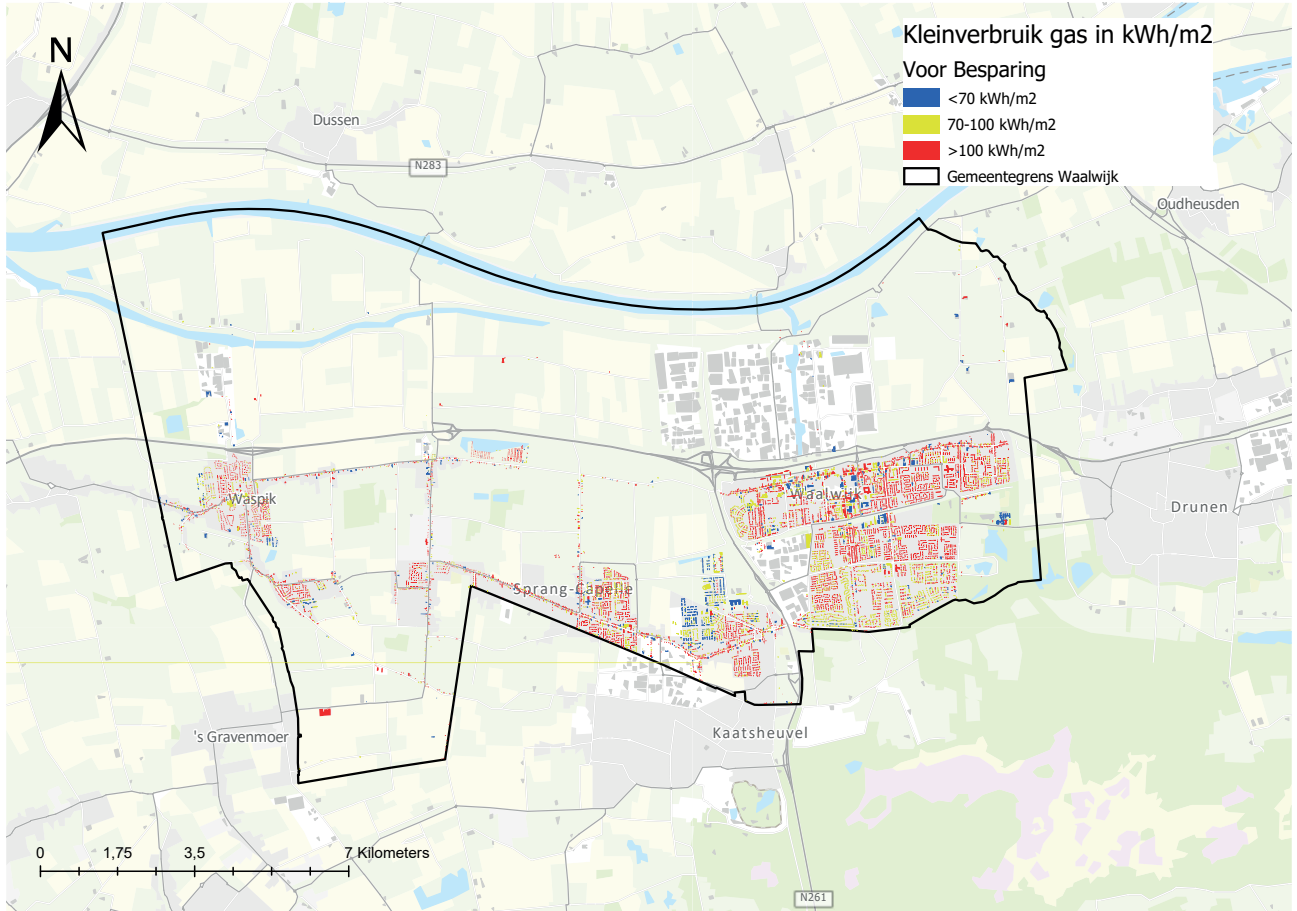 Kleinverbruik gas in kWh/m2
Voor Besparing
<70 kWh/m2
70-100 kWh/m2
>100 kWh/m2
Gemeentegrens Waalwijk
N
Dussen
N283
Oudheusden
Waspik
Waalwijk
Drunen
Sprang-Capelle
's Gravenmoer
Kaatsheuvel
0 1,75 3,5 7 Kilometers
N261